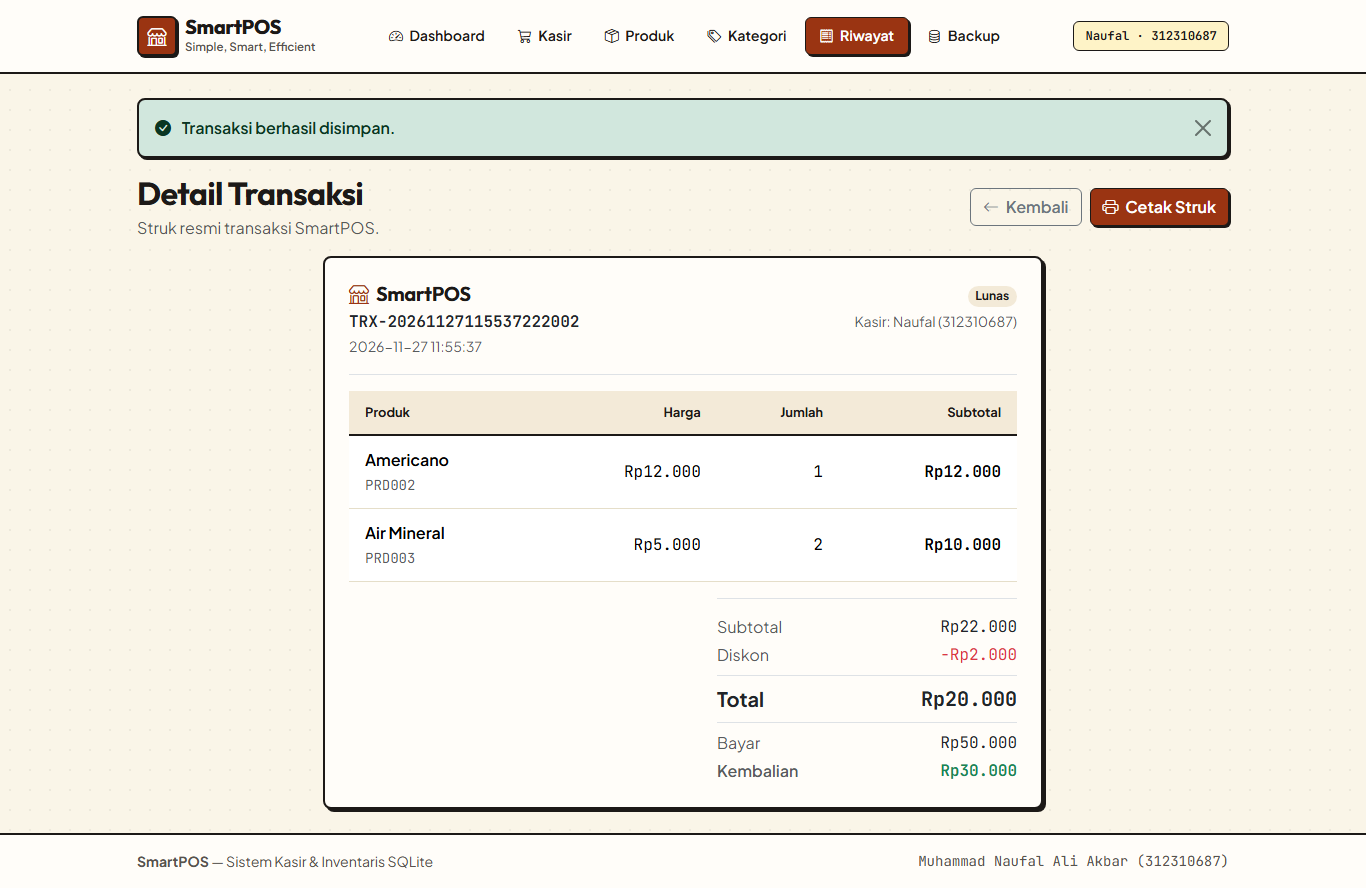 SmartPOS
Simple, Smart, Efficient
Dashboard Kasir Produk Kategori Riwayat Backup
Naufal · 312310687
Transaksi berhasil disimpan.
Detail Transaksi
Struk resmi transaksi SmartPOS.
Kembali
Cetak Struk
SmartPOS
Lunas
TRX-20261127115537222002
Kasir: Naufal (312310687)
2026-11-27 11:55:37
Produk Harga Jumlah Subtotal
Americano
PRD002
Rp12.000 1 Rp12.000
Air Mineral
PRD003
Rp5.000 2 Rp10.000
Subtotal Rp22.000
Diskon -Rp2.000
Total Rp20.000
Bayar Rp50.000
Kembalian Rp30.000
SmartPOS — Sistem Kasir & Inventaris SQLite
Muhammad Naufal Ali Akbar (312310687)